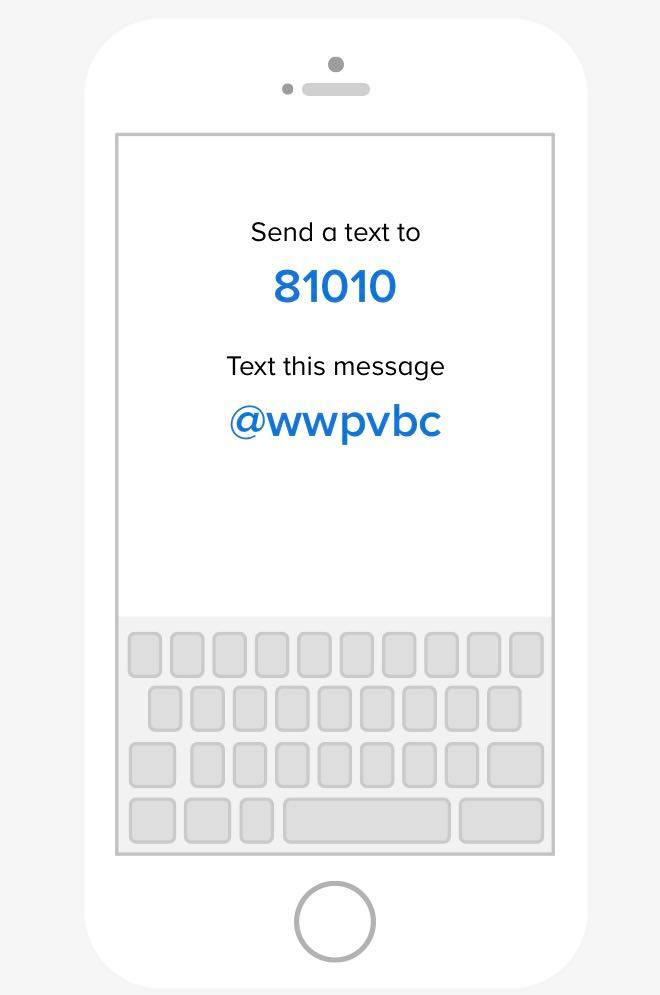 Send a text to
81010
Text this message
@wwpvbc